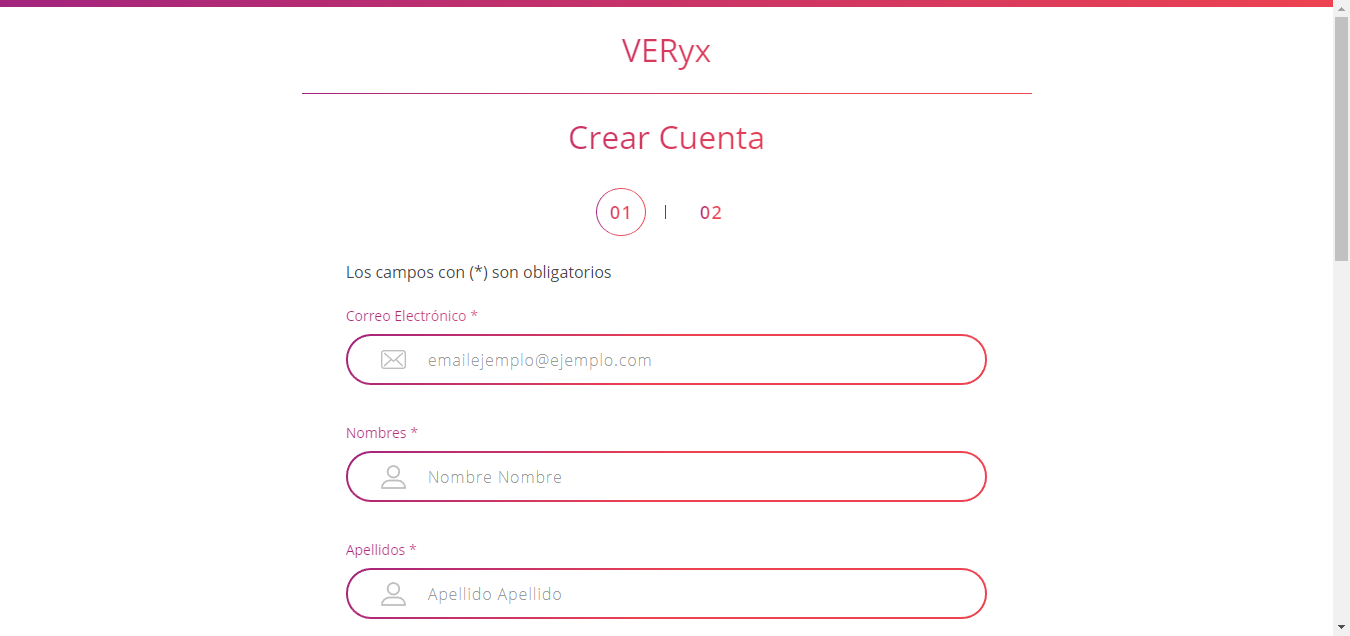 VERyx
Crear Cuenta
01 | 02
Los campos con (*) son obligatorios
Correo Electrónico *
emailejemplo@ejemplo.com
Nombres *
Nombre Nombre
Apellidos *
Apellido Apellido